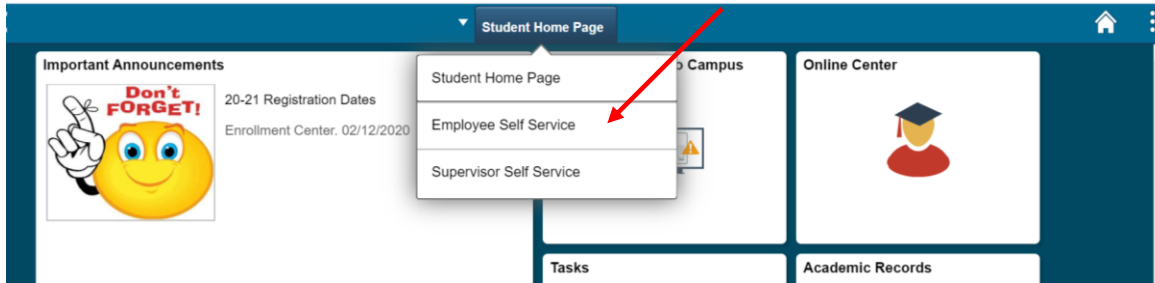 Student Home Page
Important Announcements
Don't
FORGET!
20-21 Registration Dates
Enrollment Center. 02/12/2020
Student Home Page
Employee Self Service
Supervisor Self Service
Campus
Online Center
Tasks
Academic Records